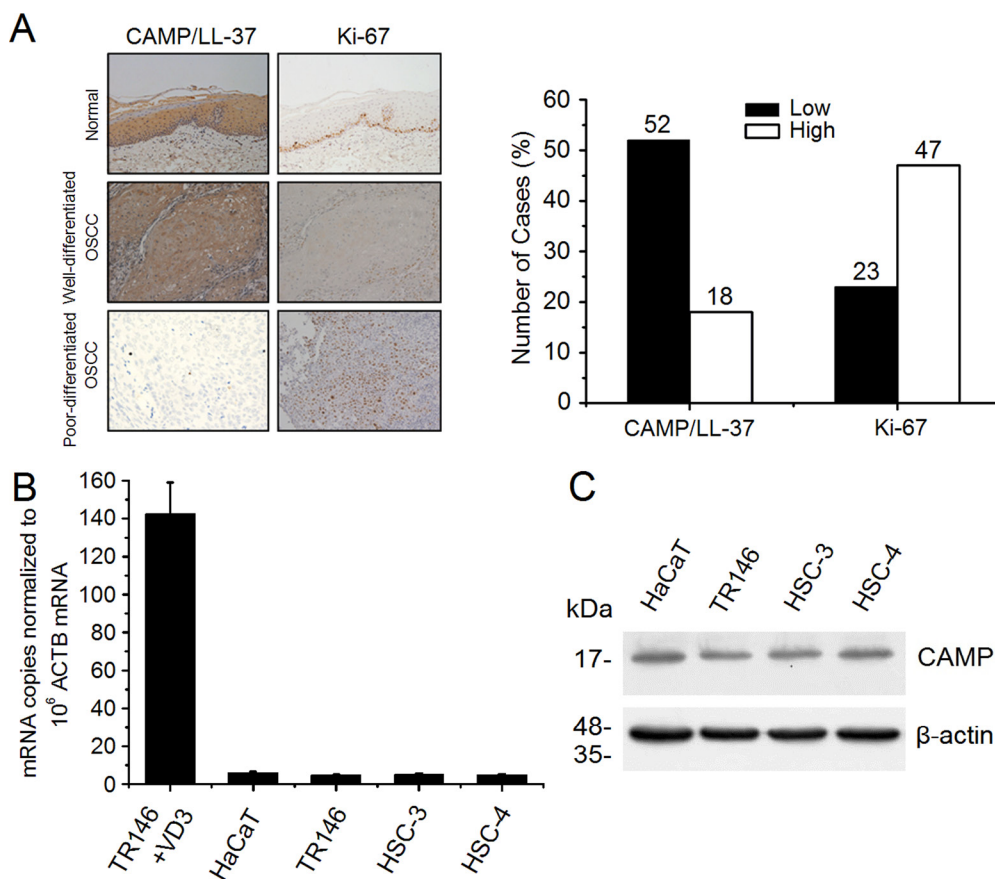 A
CAMP/LL-37
Ki-67
Normal
Well-differentiated
OSCC
Poor-differentiated
OSCC
Number of Cases (%)
60
50
40
30
20
10
0
Low
High
52
18
23
47
CAMP/LL-37
Ki-67
B
mRNA copies normalized to
10⁶ ACTB mRNA
160
140
120
100
80
60
40
20
0
TR146
+VD3
HaCaT
TR146
HSC-3
HSC-4
C
HaCaT
TR146
HSC-3
HSC-4
kDa
17-
CAMP
48-
35-
β-actin